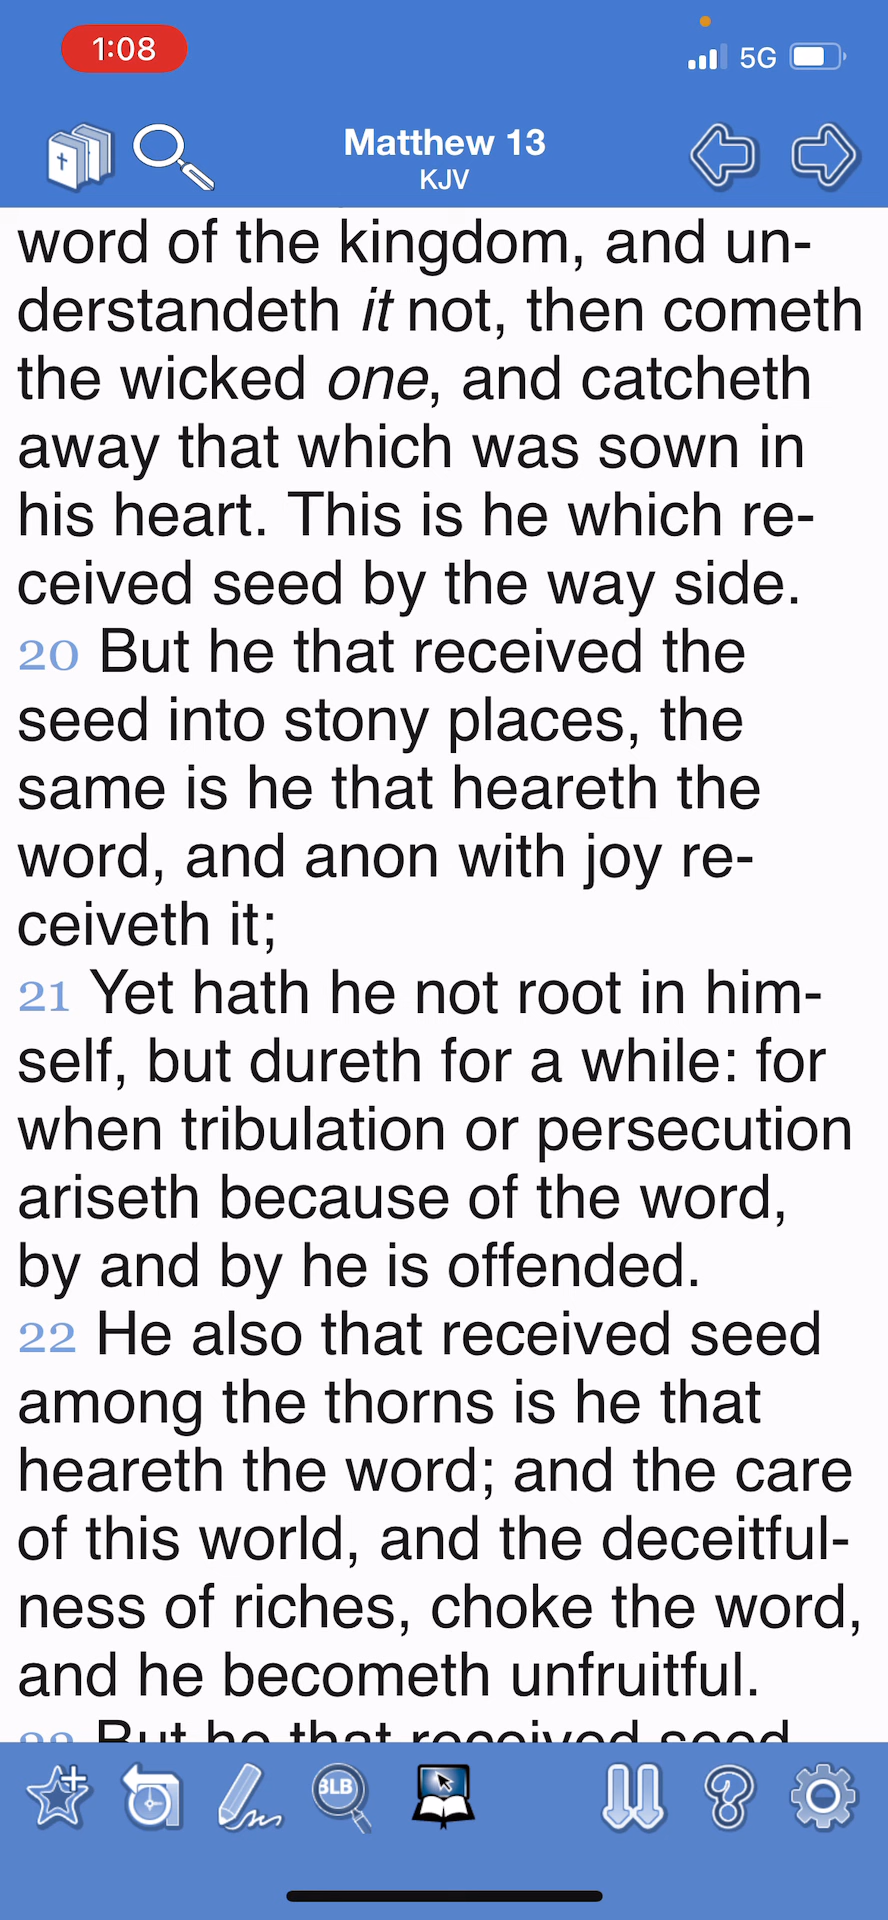 1:08
5G
Matthew 13
KJV
word of the kingdom, and un-
derstandeth it not, then cometh
the wicked one, and catcheth
away that which was sown in
his heart. This is he which re-
ceived seed by the way side.
20 But he that received the
seed into stony places, the
same is he that heareth the
word, and anon with joy re-
ceiveth it;
21 Yet hath he not root in him-
self, but dureth for a while: for
when tribulation or persecution
ariseth because of the word,
by and by he is offended.
22 He also that received seed
among the thorns is he that
heareth the word; and the care
of this world, and the deceitful-
ness of riches, choke the word,
and he becometh unfruitful.
23 But he that received seed
BLB